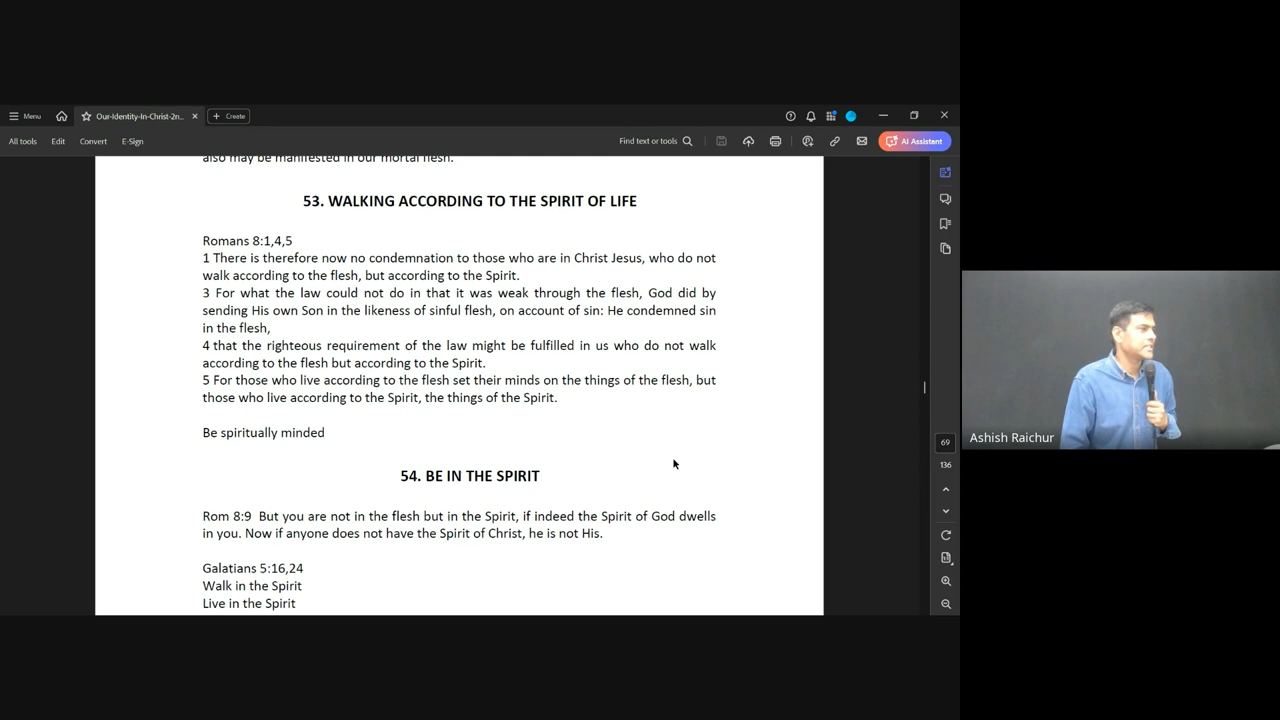 Menu
Our-Identity-In-Christ-2n...
Create
All tools
Edit
Convert
E-Sign
Find text or tools
AI Assistant
also may be manifested in our mortal flesh.
53. WALKING ACCORDING TO THE SPIRIT OF LIFE
Romans 8:1,4,5
1 There is therefore now no condemnation to those who are in Christ Jesus, who do not
walk according to the flesh, but according to the Spirit.
3 For what the law could not do in that it was weak through the flesh, God did by
sending His own Son in the likeness of sinful flesh, on account of sin: He condemned sin
in the flesh,
4 that the righteous requirement of the law might be fulfilled in us who do not walk
according to the flesh but according to the Spirit.
5 For those who live according to the flesh set their minds on the things of the flesh, but
those who live according to the Spirit, the things of the Spirit.
Be spiritually minded
54. BE IN THE SPIRIT
Rom 8:9 But you are not in the flesh but in the Spirit, if indeed the Spirit of God dwells
in you. Now if anyone does not have the Spirit of Christ, he is not His.
Galatians 5:16,24
Walk in the Spirit
Live in the Spirit
69
136
Ashish Raichur